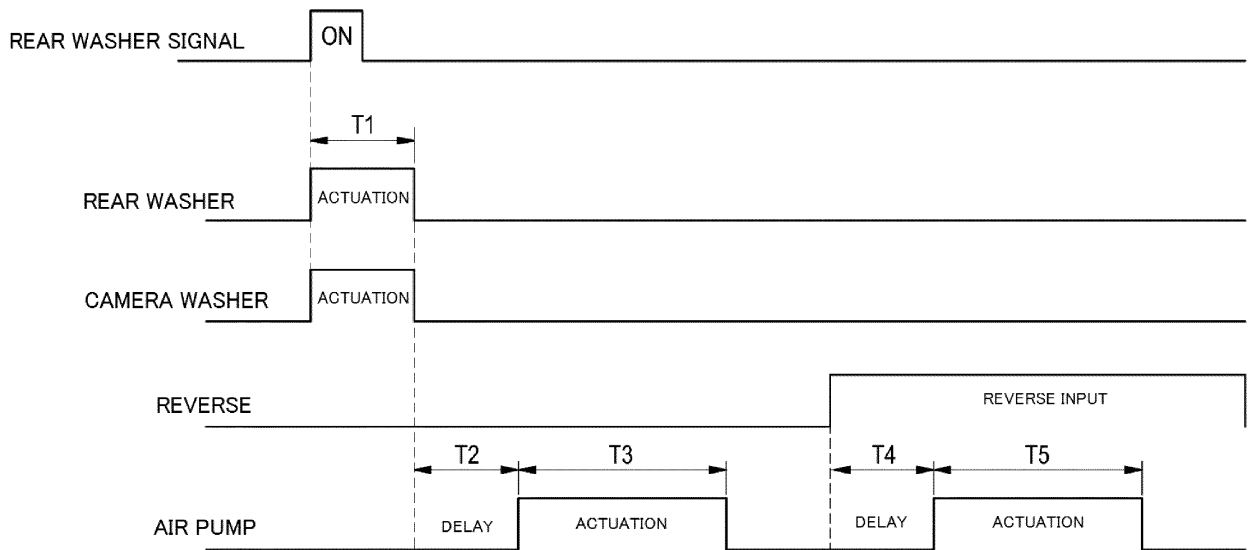 REAR WASHER SIGNAL
ON
T1
REAR WASHER
ACTUATION
CAMERA WASHER
ACTUATION
REVERSE
REVERSE INPUT
T2
T3
T4
T5
AIR PUMP
DELAY
ACTUATION
DELAY
ACTUATION